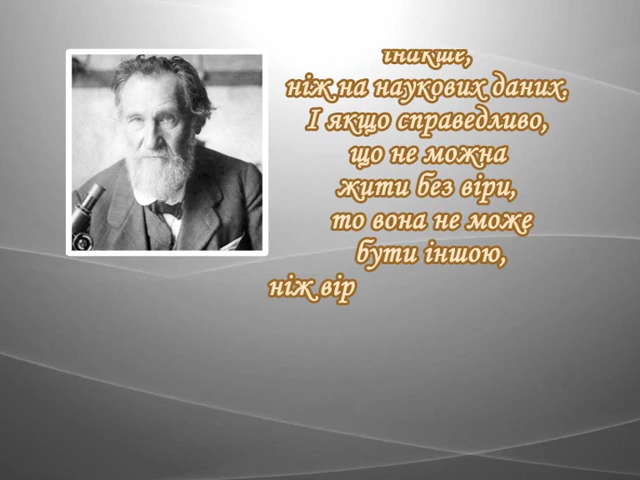 інакше,
ніж на наукових даних.
І якщо справедливо,
що не можна
жити без віри,
то вона не може
бути іншою,
ніж вір